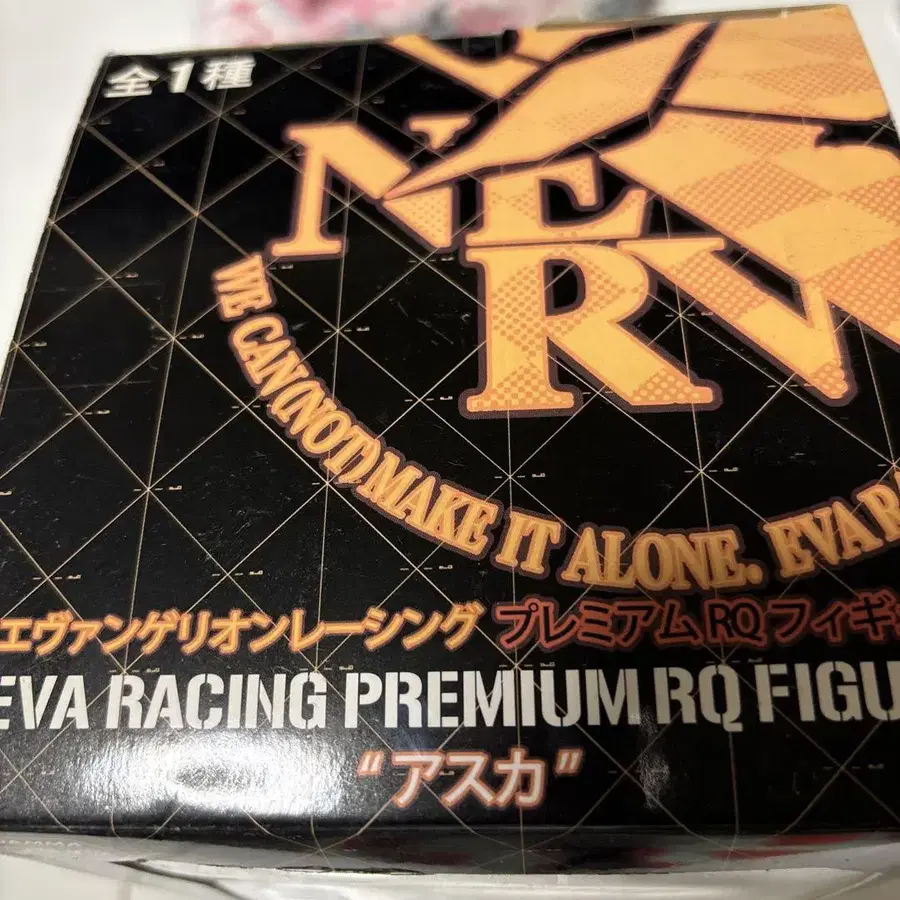 全1種
NERV
WE CAN(NOT)MAKE IT ALONE. EVA
エヴァンゲリオンレーシング プレミアム RQ フィギ
EVA RACING PREMIUM RQ FIGU
“アスカ”